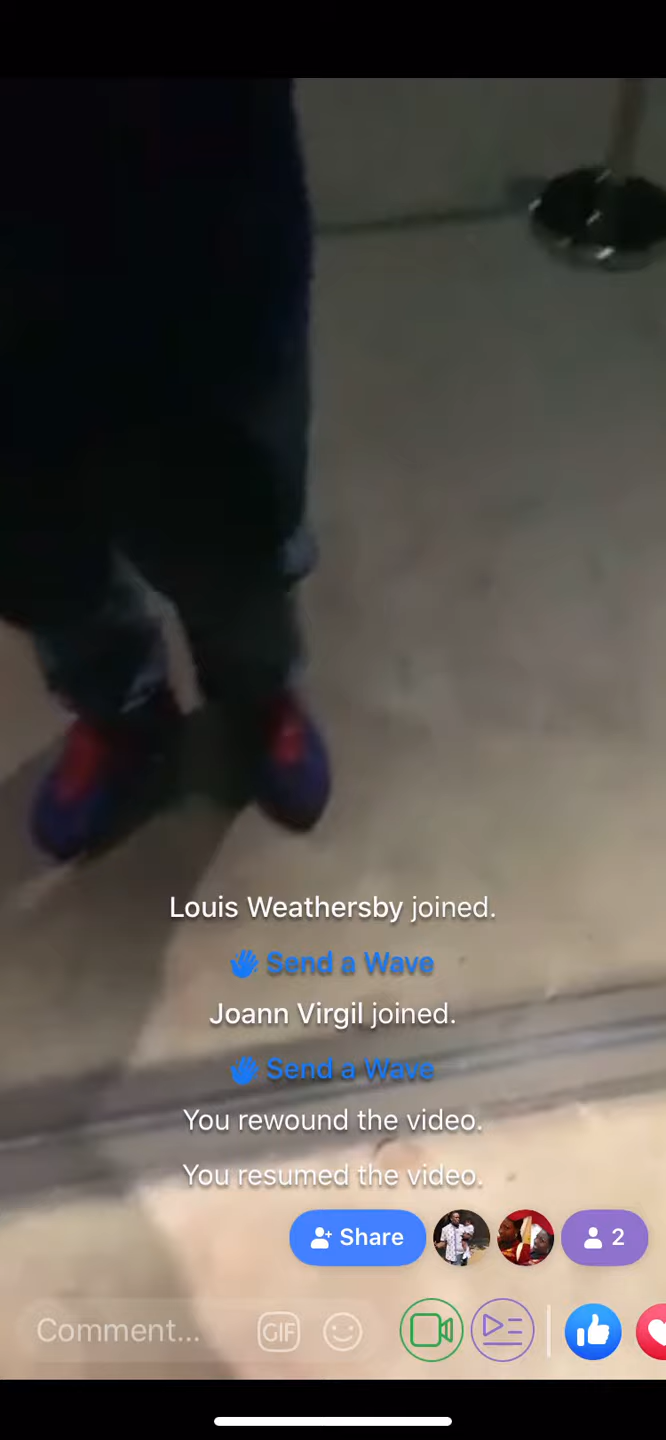 Louis Weathersby joined.
Send a Wave
Joann Virgil joined.
Send a Wave
You rewound the video.
You resumed the video.
Share
2
Comment...
GIF